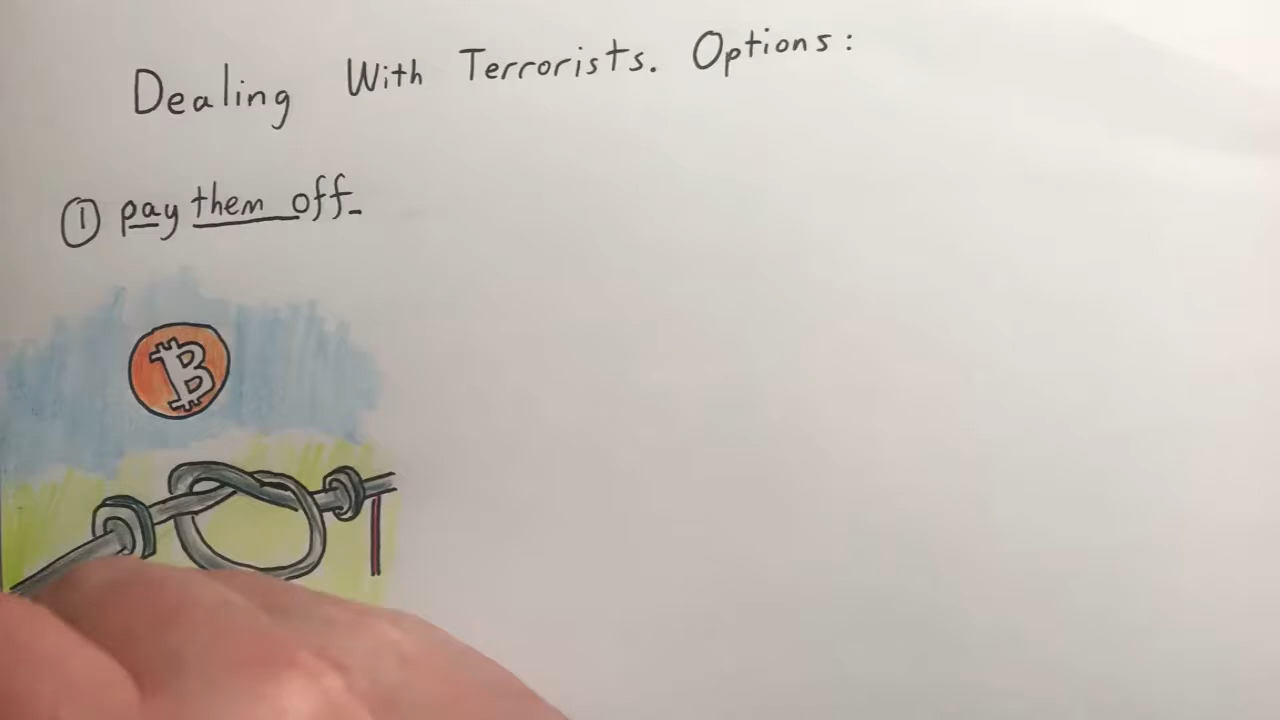 Dealing With Terrorists. Options:
① pay them off.
₿